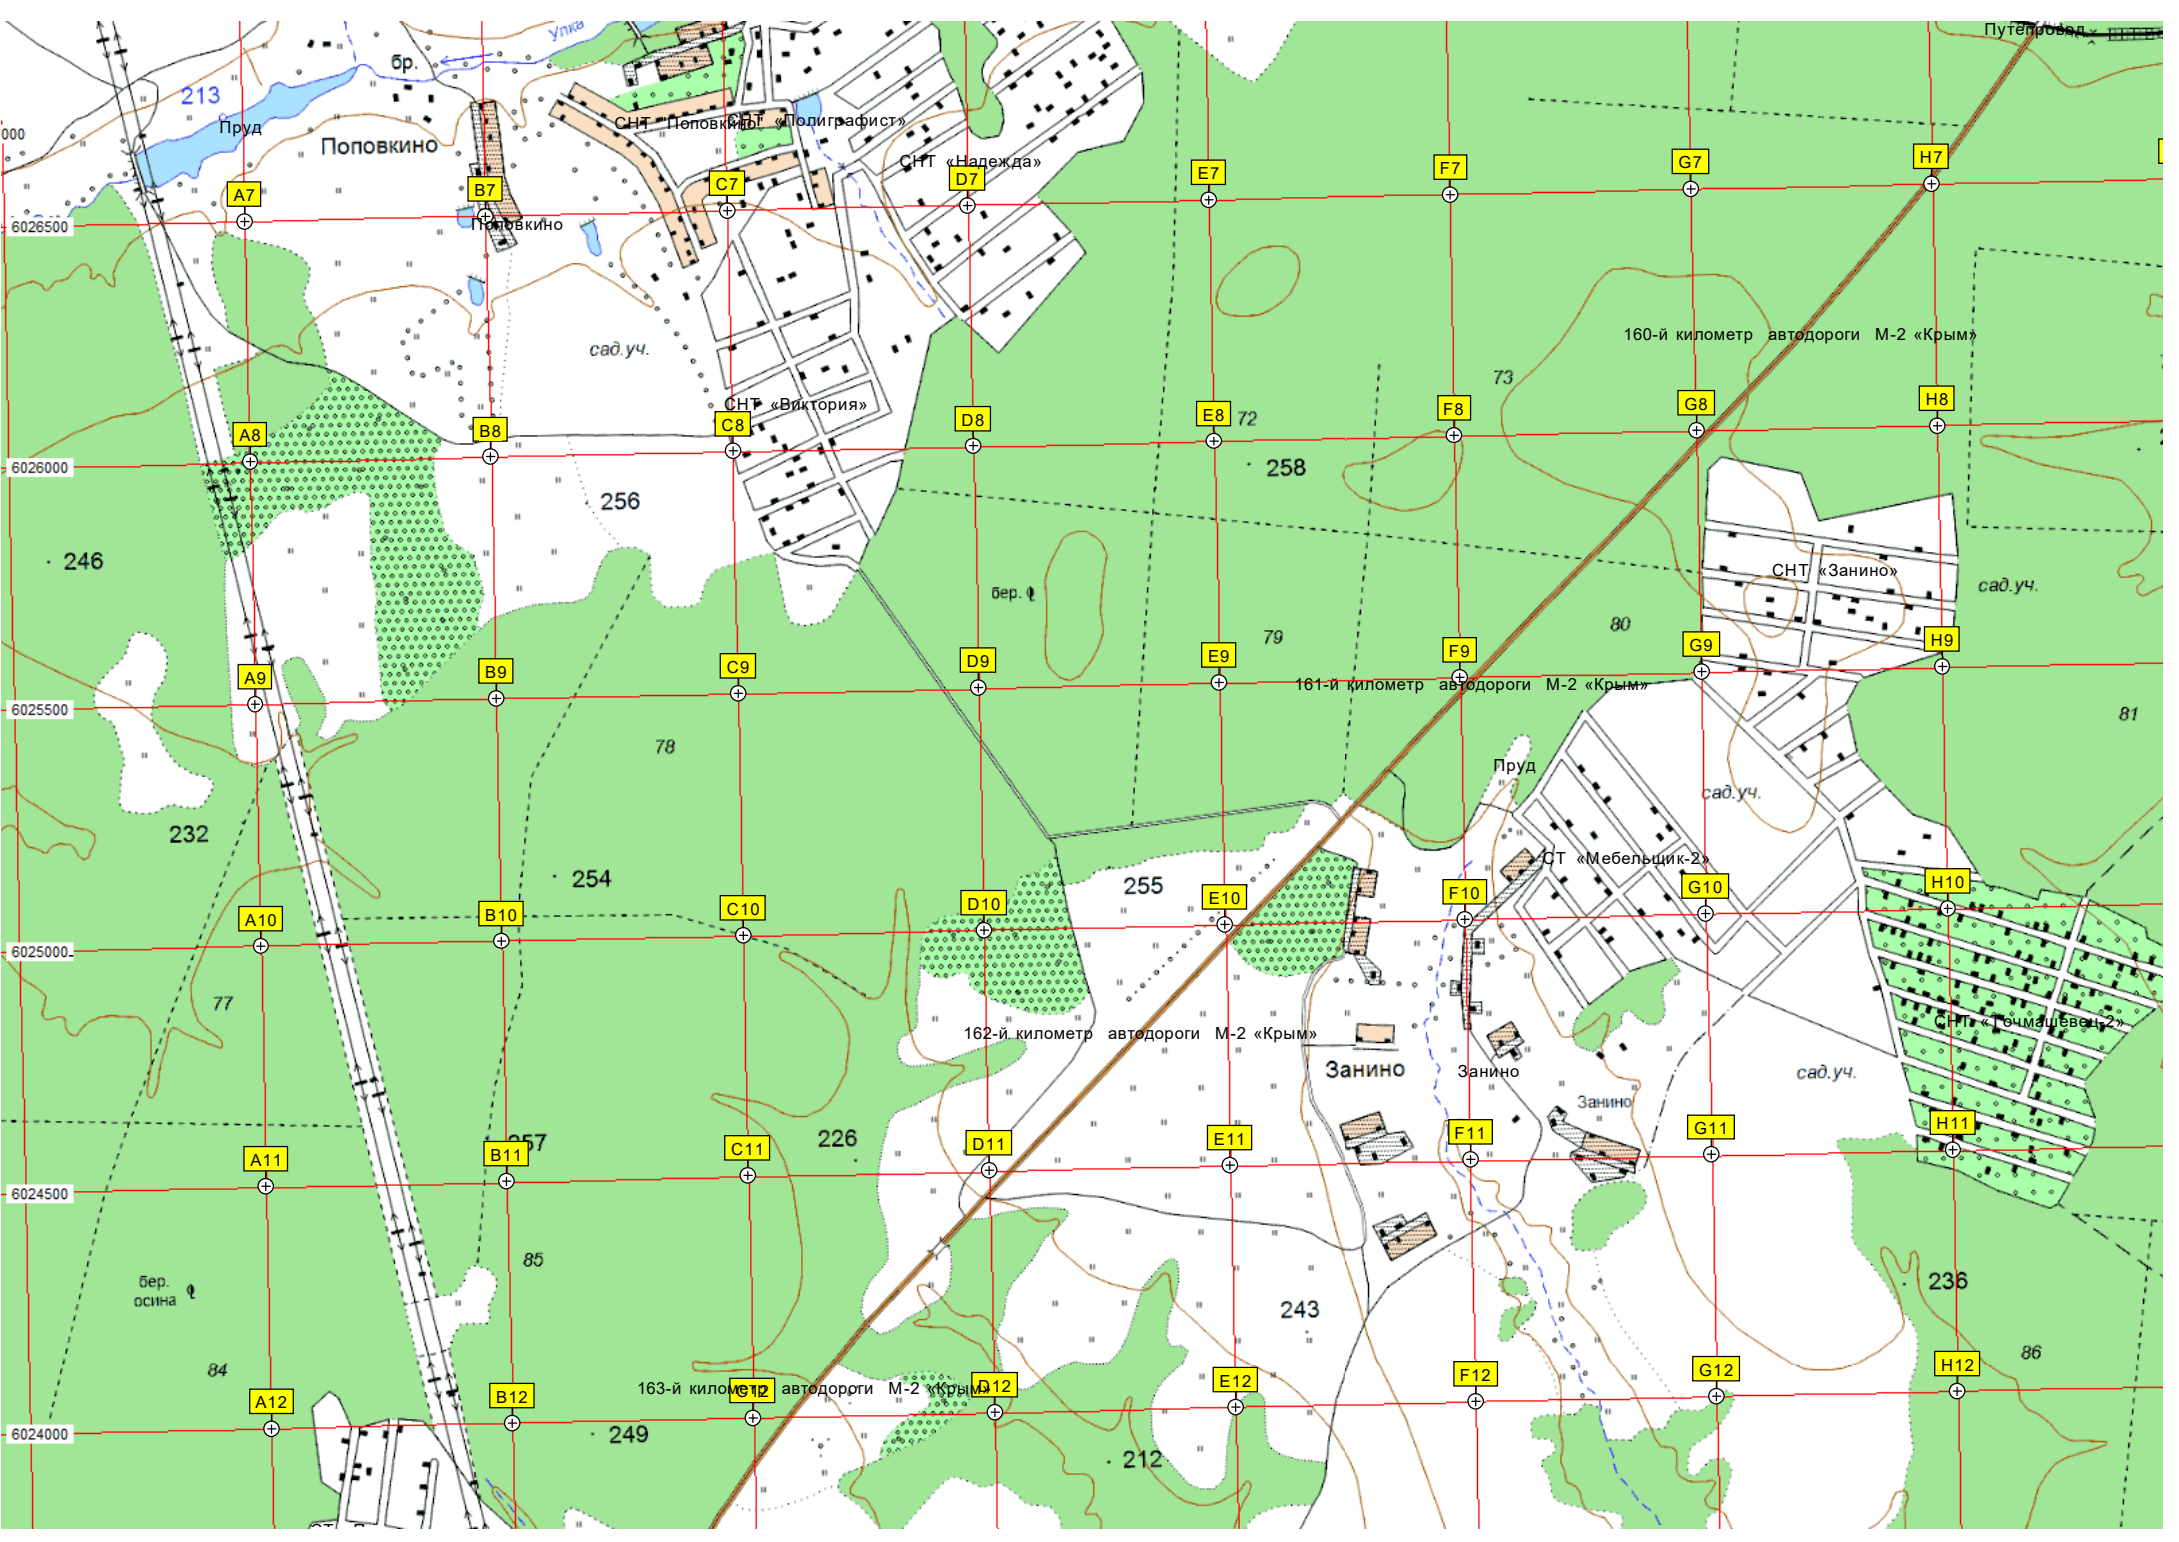 Путепровод
Упка
бр.
213
Пруд
000
Поповкино
СНТ "Поповкино"
СНТ «Полиграфист»
СНТ «Надежда»
A7
B7
C7
D7
E7
F7
G7
H7
6026500
Поповкино
160-й километр автодороги М-2 «Крым»
сад.уч.
73
СНТ «Виктория»
72
A8
B8
C8
D8
E8
F8
G8
H8
6026000
258
256
246
СНТ «Занино»
сад.уч.
бер.
79
80
A9
B9
C9
D9
E9
F9
G9
H9
161-й километр автодороги М-2 «Крым»
6025500
81
78
Пруд
сад.уч.
232
СТ «Мебельщик-2»
254
255
A10
B10
C10
D10
E10
F10
G10
H10
6025000
77
162-й километр автодороги М-2 «Крым»
СНТ «Точмашевец-2»
Занино
Занино
сад.уч.
Занино
226
257
A11
B11
C11
D11
E11
F11
G11
H11
6024500
85
бер.
осина
243
236
84
86
163-й километр автодороги М-2 «Крым»
A12
B12
C12
D12
E12
F12
G12
H12
6024000
249
212